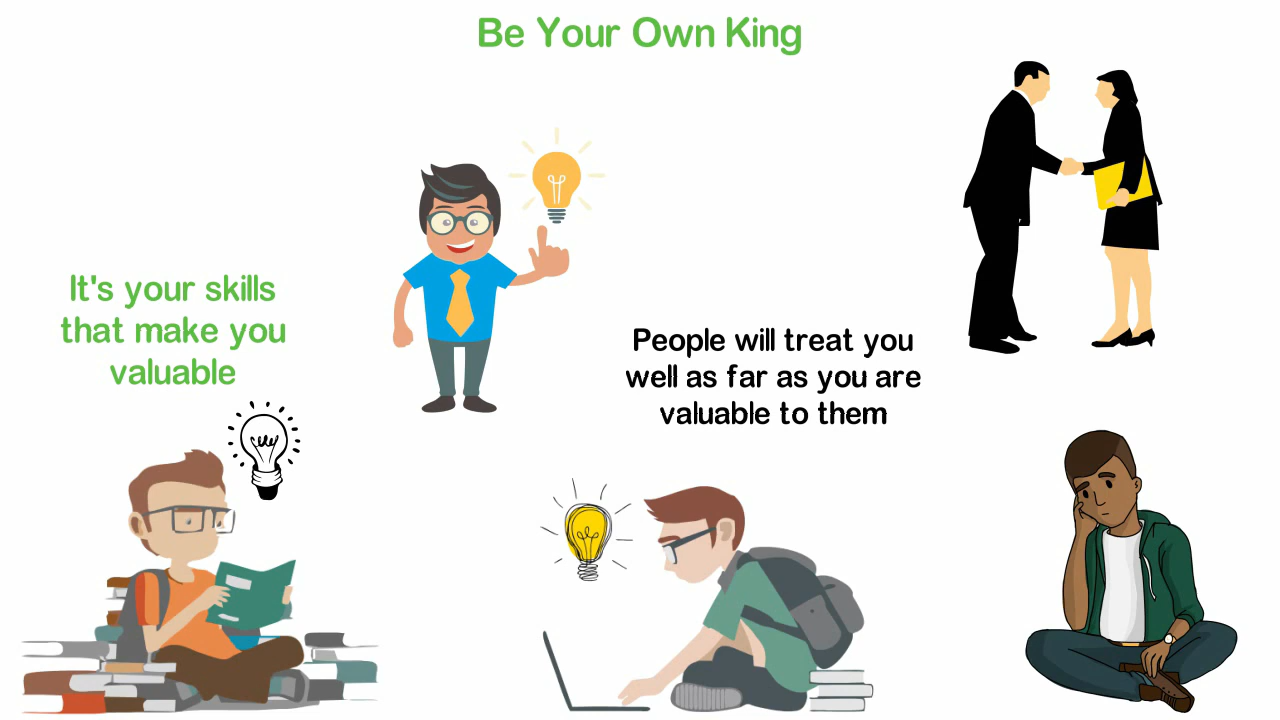 Be Your Own King
It's your skills
that make you
valuable
People will treat you
well as far as you are
valuable to them